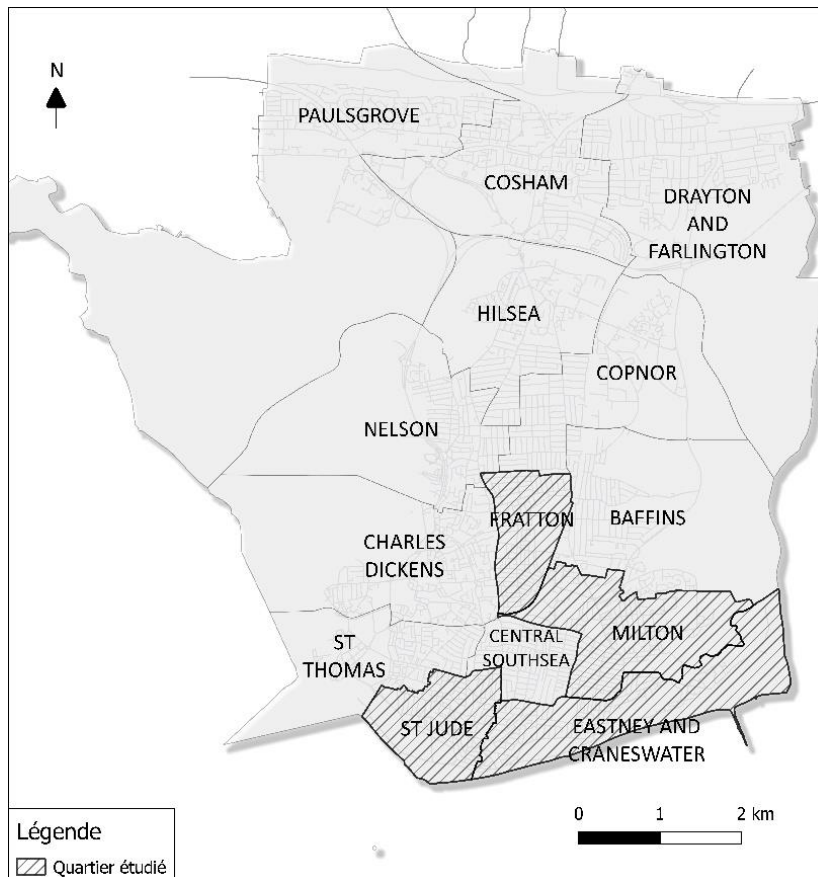 N
PAULSGROVE
COSHAM
DRAYTON
AND
FARLINGTON
HILSEA
COPNOR
NELSON
FRATTON
BAFFINS
CHARLES
DICKENS
ST
THOMAS
CENTRAL
SOUTHSEA
MILTON
ST JUDE
EASTNEY AND
CRANESWATER
0 1 2 km
Légende
Quartier étudié